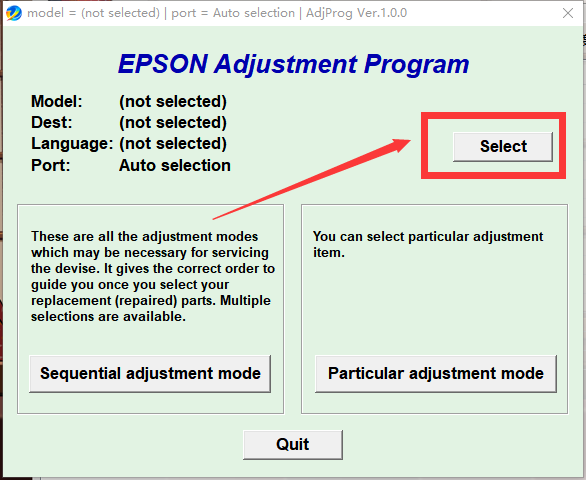 model = (not selected) | port = Auto selection | AdjProg Ver.1.0.0
EPSON Adjustment Program
Model: (not selected)
Dest: (not selected)
Language: (not selected)
Port: Auto selection
Select
These are all the adjustment modes
which may be necessary for servicing
the devise. It gives the correct order to
guide you once you select your
replacement (repaired) parts. Multiple
selections are available.
Sequential adjustment mode
You can select particular adjustment
item.
Particular adjustment mode
Quit